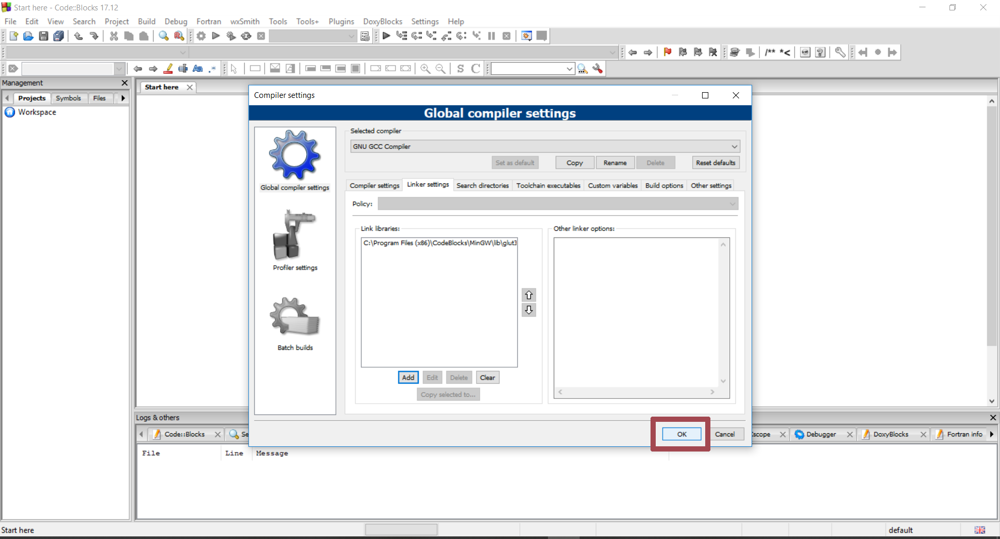 Start here - Code::Blocks 17.12
File Edit View Search Project Build Debug Fortran wxSmith Tools Tools+ Plugins DoxyBlocks Settings Help
/** *<
Aa .*
S C
Management
Projects Symbols Files
Workspace
Start here
Compiler settings
Global compiler settings
Global compiler settings
Profiler settings
Batch builds
Selected compiler
GNU GCC Compiler
Set as default Copy Rename Delete Reset defaults
Compiler settings Linker settings Search directories Toolchain executables Custom variables Build options Other settings
Policy:
Link libraries:
C:\Program Files (x86)\CodeBlocks\MinGW\lib\glut3
Add Edit Delete Clear
Copy selected to...
Other linker options:
OK Cancel
Logs & others
Code::Blocks Se cscope Debugger DoxyBlocks Fortran info
File Line Message
Start here default